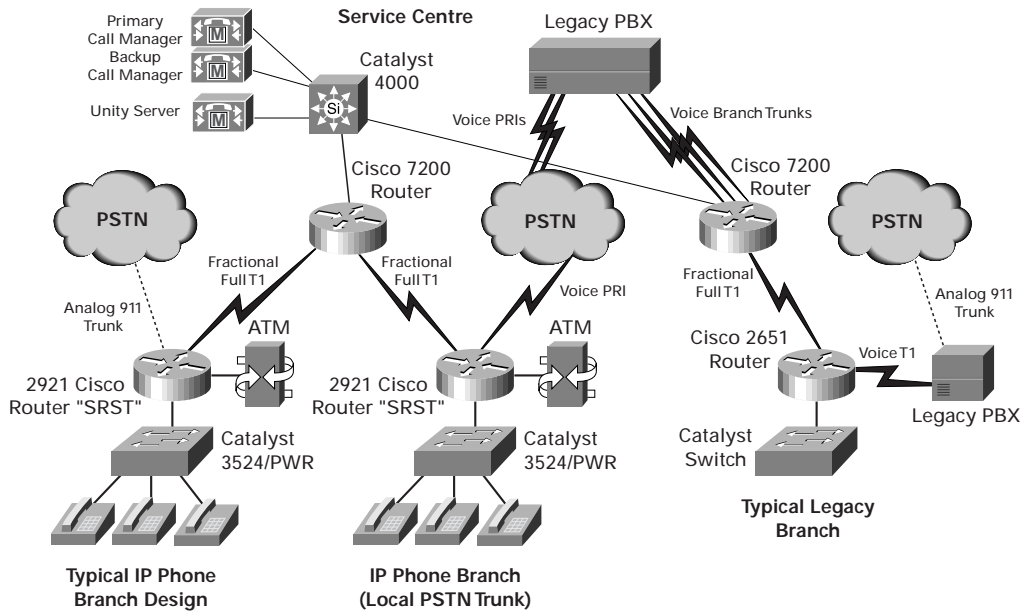 Service Centre
Primary
Call Manager
Backup
Call Manager
Unity Server
Catalyst
4000
Si
M
M
M
Legacy PBX
Voice PRIs
Voice Branch Trunks
Cisco 7200
Router
Cisco 7200
Router
PSTN
PSTN
PSTN
Fractional
Full T1
Fractional
Full T1
Fractional
Full T1
Analog 911
Trunk
Voice PRI
Analog 911
Trunk
ATM
ATM
Cisco 2651
Router
Voice T1
2921 Cisco
Router "SRST"
2921 Cisco
Router "SRST"
Legacy PBX
Catalyst
3524/PWR
Catalyst
3524/PWR
Catalyst
Switch
Typical IP Phone
Branch Design
IP Phone Branch
(Local PSTN Trunk)
Typical Legacy
Branch